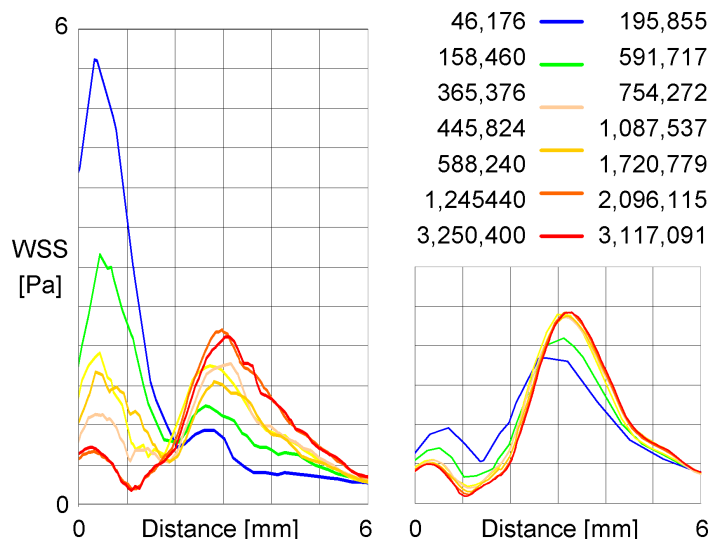 6
46,176 195,855
158,460 591,717
365,376 754,272
445,824 1,087,537
588,240 1,720,779
1,245440 2,096,115
3,250,400 3,117,091
WSS
[Pa]
0
0 Distance [mm] 6
0 Distance [mm] 6